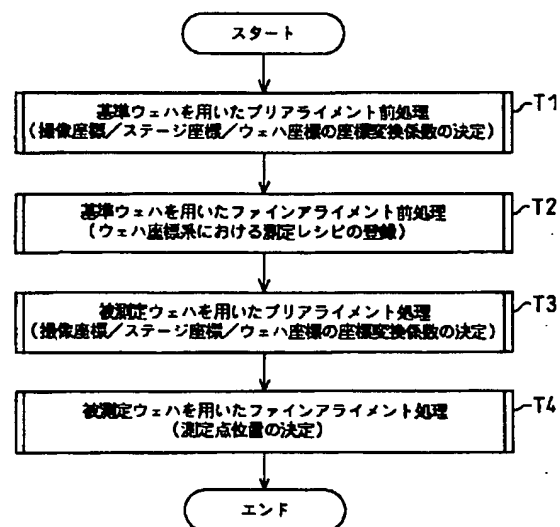 スタート
基準ウェハを用いたプリアライメント前処理
(撮像座標/ステージ座標/ウェハ座標の座標変換係数の決定)
T1
基準ウェハを用いたファインアライメント前処理
(ウェハ座標系における測定レシピの登録)
T2
被測定ウェハを用いたプリアライメント処理
(撮像座標/ステージ座標/ウェハ座標の座標変換係数の決定)
T3
被測定ウェハを用いたファインアライメント処理
(測定点位置の決定)
T4
エンド